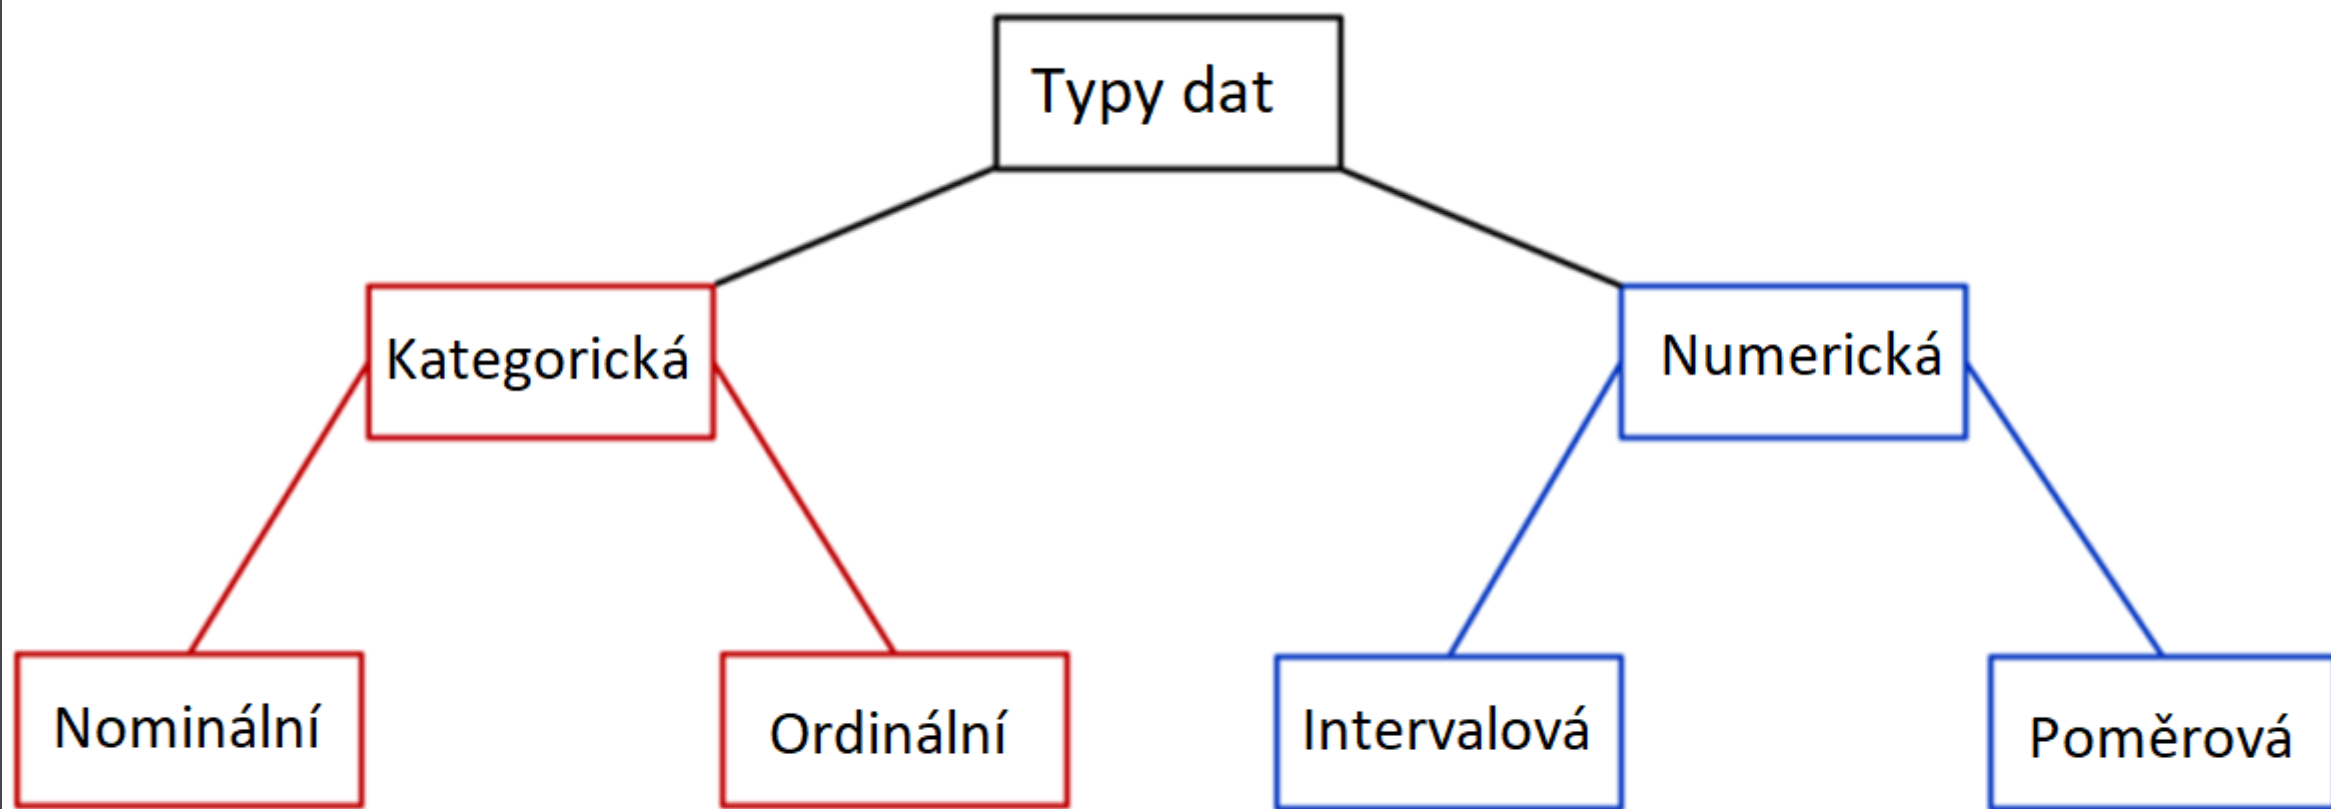 Typy dat
Kategorická
Numerická
Nominální
Ordinální
Intervalová
Poměrová